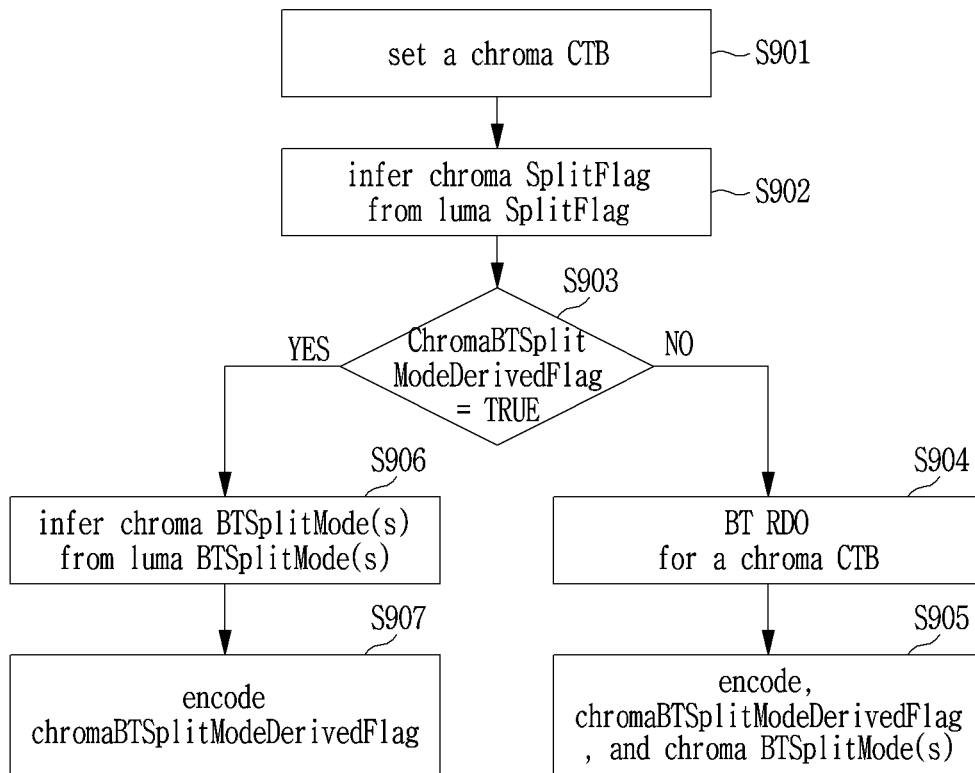 set a chroma CTB
S901
infer chroma SplitFlag
from luma SplitFlag
S902
S903
ChromaBTSplit
ModeDerivedFlag
= TRUE
YES
NO
S906
infer chroma BTSplitMode(s)
from luma BTSplitMode(s)
S904
BT RDO
for a chroma CTB
S907
encode
chromaBTSplitModeDerivedFlag
S905
encode,
chromaBTSplitModeDerivedFlag
, and chroma BTSplitMode(s)